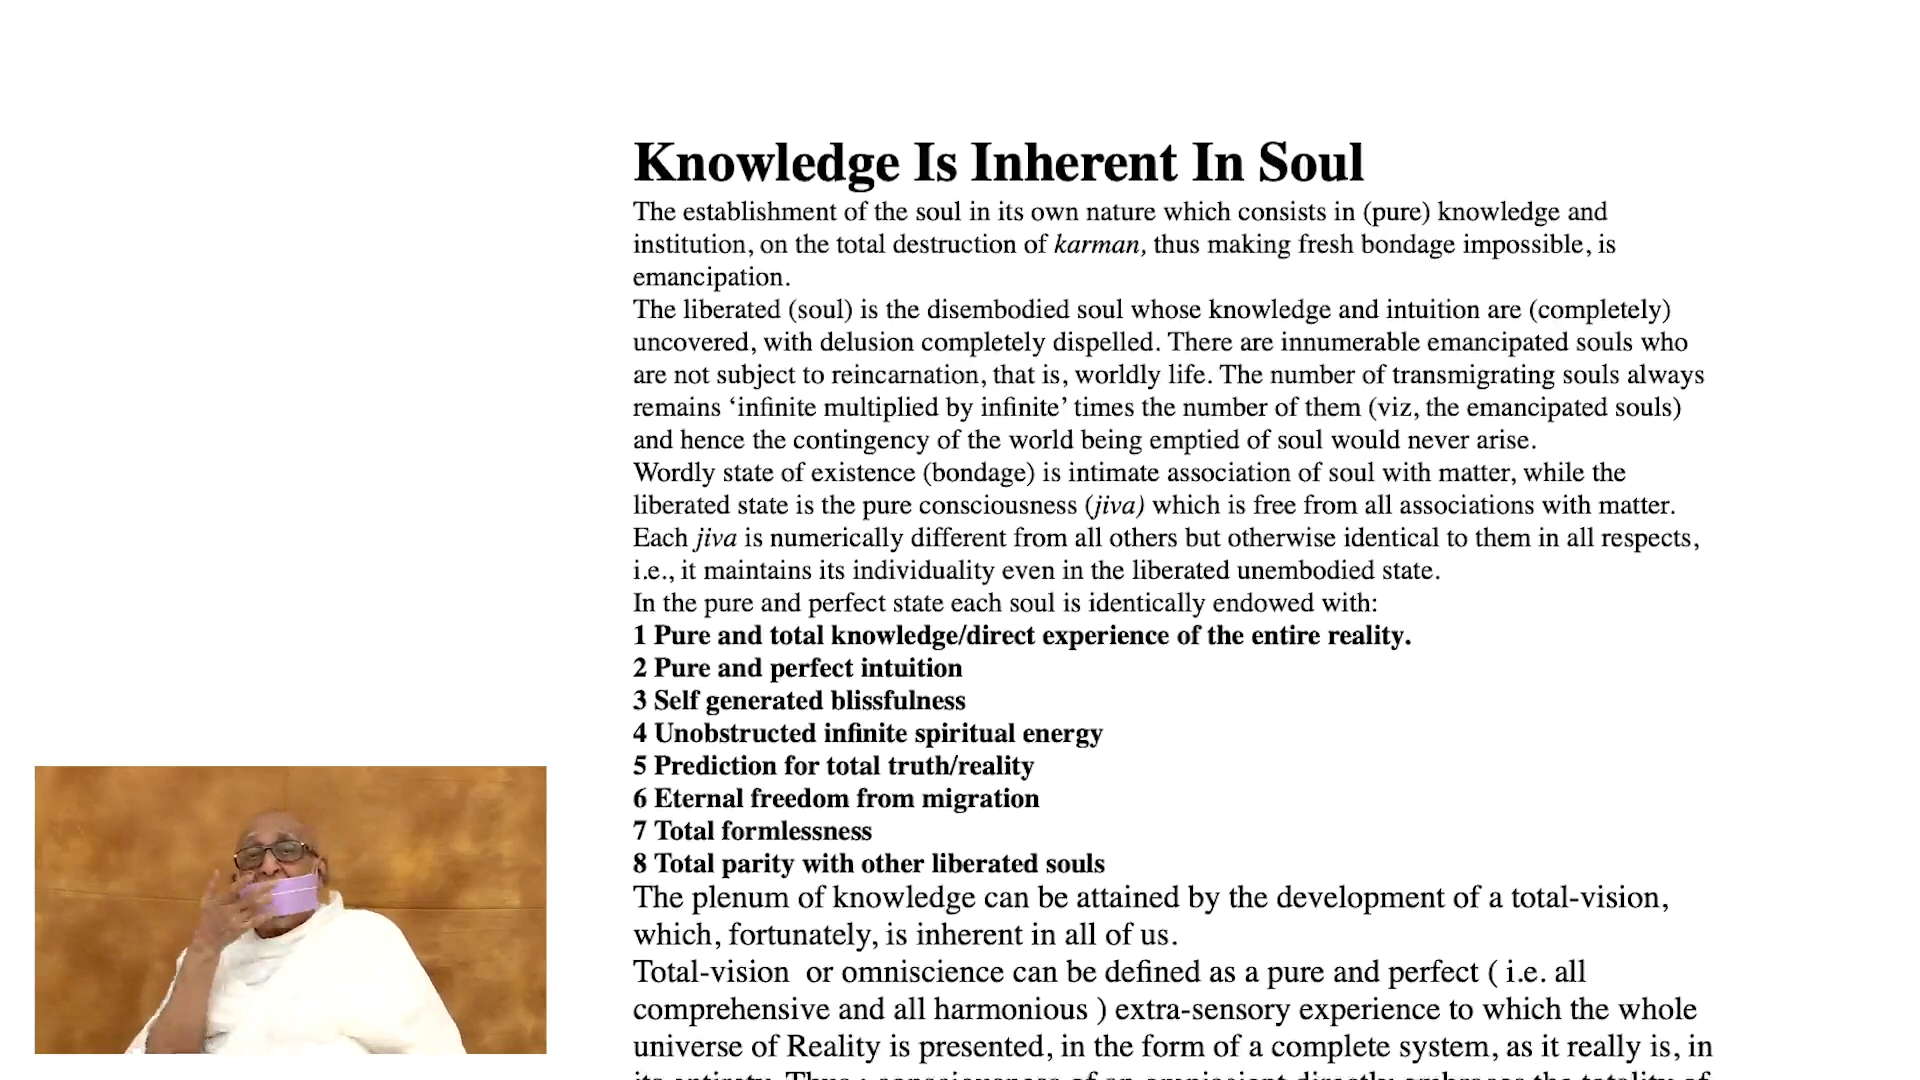 Knowledge Is Inherent In Soul
The establishment of the soul in its own nature which consists in (pure) knowledge and
institution, on the total destruction of karman, thus making fresh bondage impossible, is
emancipation.
The liberated (soul) is the disembodied soul whose knowledge and intuition are (completely)
uncovered, with delusion completely dispelled. There are innumerable emancipated souls who
are not subject to reincarnation, that is, worldly life. The number of transmigrating souls always
remains ‘infinite multiplied by infinite’ times the number of them (viz, the emancipated souls)
and hence the contingency of the world being emptied of soul would never arise.
Wordly state of existence (bondage) is intimate association of soul with matter, while the
liberated state is the pure consciousness (jiva) which is free from all associations with matter.
Each jiva is numerically different from all others but otherwise identical to them in all respects,
i.e., it maintains its individuality even in the liberated unembodied state.
In the pure and perfect state each soul is identically endowed with:
1 Pure and total knowledge/direct experience of the entire reality.
2 Pure and perfect intuition
3 Self generated blissfulness
4 Unobstructed infinite spiritual energy
5 Prediction for total truth/reality
6 Eternal freedom from migration
7 Total formlessness
8 Total parity with other liberated souls
The plenum of knowledge can be attained by the development of a total-vision,
which, fortunately, is inherent in all of us.
Total-vision  or omniscience can be defined as a pure and perfect ( i.e. all
comprehensive and all harmonious ) extra-sensory experience to which the whole
universe of Reality is presented, in the form of a complete system, as it really is, in
its entirety. Thus : consciousness of an omniscient directly embraces the totality of